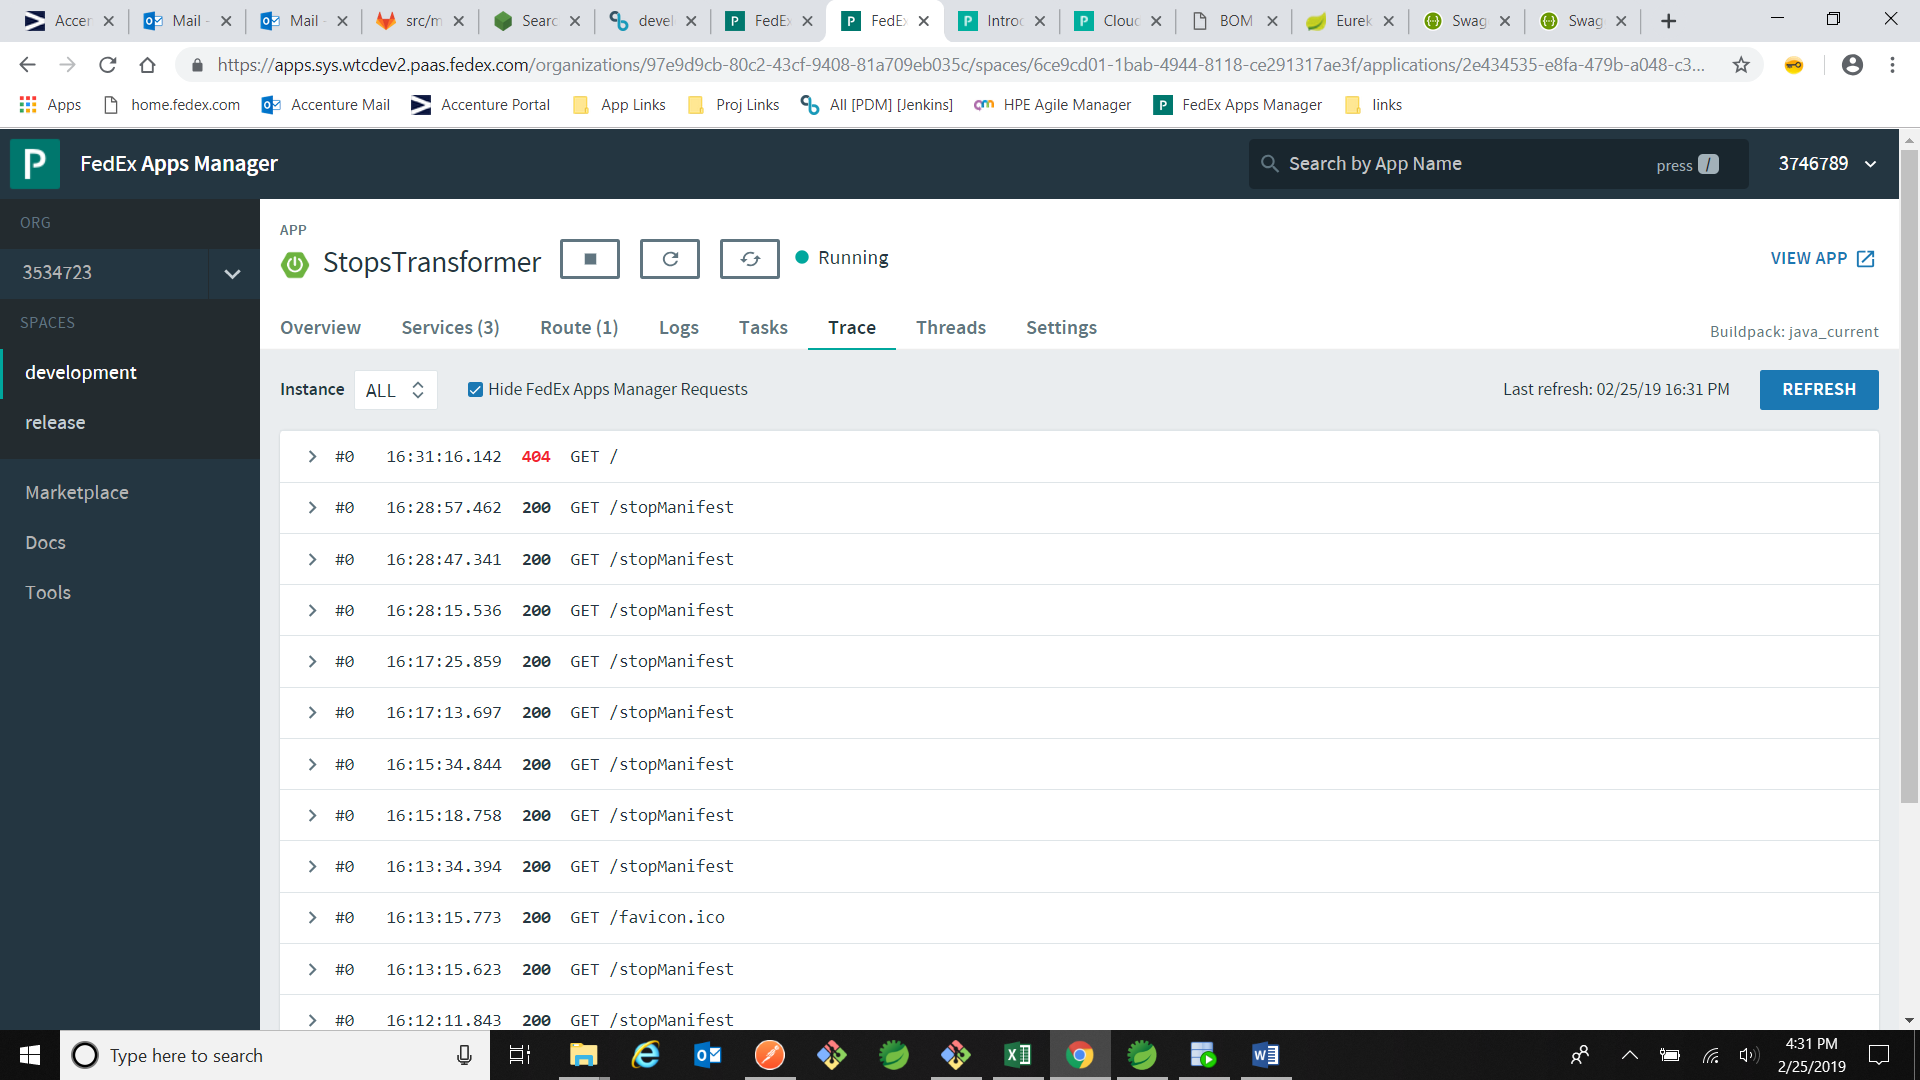 Accer
Mail -
Mail -
src/m
Searc
devel
FedEx
FedEx
Introd
Cloud
BOM
Eurek
Swag
Swag
https://apps.sys.wtcdev2.paas.fedex.com/organizations/97e9d9cb-80c2-43cf-9408-81a709eb035c/spaces/6ce9cd01-1bab-4944-8118-ce291317ae3f/applications/2e434535-e8fa-479b-a048-c3...
Apps home.fedex.com Accenture Mail Accenture Portal App Links Proj Links All [PDM] [Jenkins] HPE Agile Manager FedEx Apps Manager links
P FedEx Apps Manager
Search by App Name press /
3746789
ORG
3534723
SPACES
development
release
Marketplace
Docs
Tools
APP
StopsTransformer
Running
VIEW APP
Overview Services (3) Route (1) Logs Tasks Trace Threads Settings
Buildpack: java_current
Instance ALL Hide FedEx Apps Manager Requests
Last refresh: 02/25/19 16:31 PM REFRESH
#0 16:31:16.142 404 GET /
#0 16:28:57.462 200 GET /stopManifest
#0 16:28:47.341 200 GET /stopManifest
#0 16:28:15.536 200 GET /stopManifest
#0 16:17:25.859 200 GET /stopManifest
#0 16:17:13.697 200 GET /stopManifest
#0 16:15:34.844 200 GET /stopManifest
#0 16:15:18.758 200 GET /stopManifest
#0 16:13:34.394 200 GET /stopManifest
#0 16:13:15.773 200 GET /favicon.ico
#0 16:13:15.623 200 GET /stopManifest
#0 16:12:11.843 200 GET /stopManifest
Type here to search
4:31 PM
2/25/2019